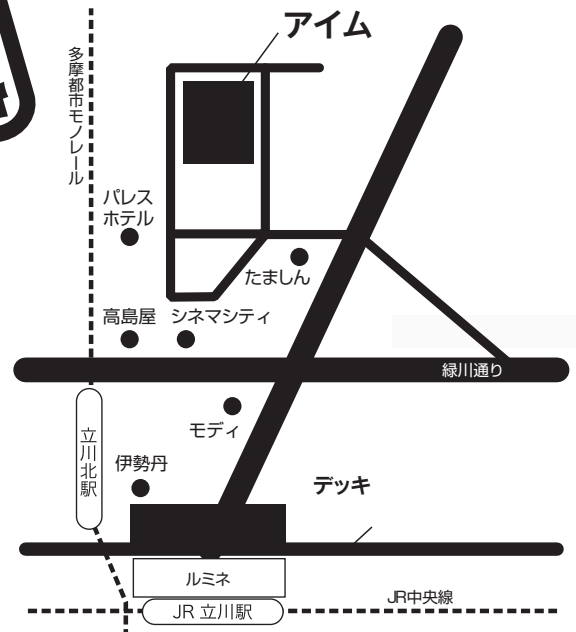 アイム
多摩都市モノレール
パレス
ホテル
たましん
高島屋
シネマシティ
緑川通り
モディ
立川北駅
伊勢丹
デッキ
ルミネ
JR中央線
JR 立川駅